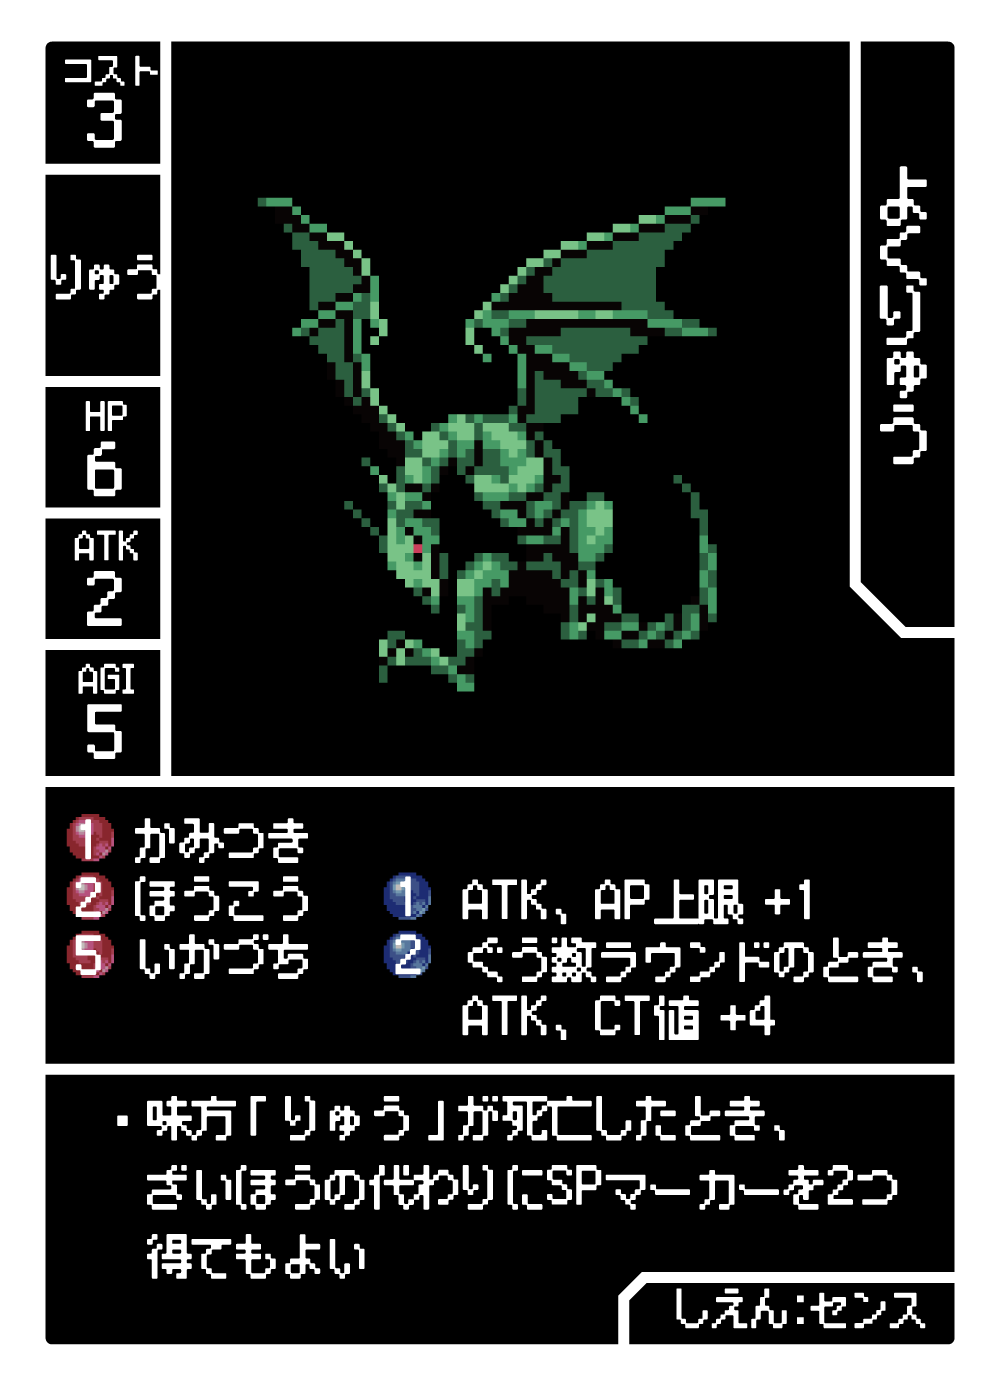 コスト
3
りゅう
HP
6
ATK
2
AGI
5
よくりゅう
1 かみつき
2 ほうこう
5 いかづち
1 ATK、AP上限 +1
2 ぐう数ラウンドのとき、
ATK、CT値 +4
・味方「りゅう」が死亡したとき、
ざいほうの代わりにSPマーカーを2つ
得てもよい
しえん:センス